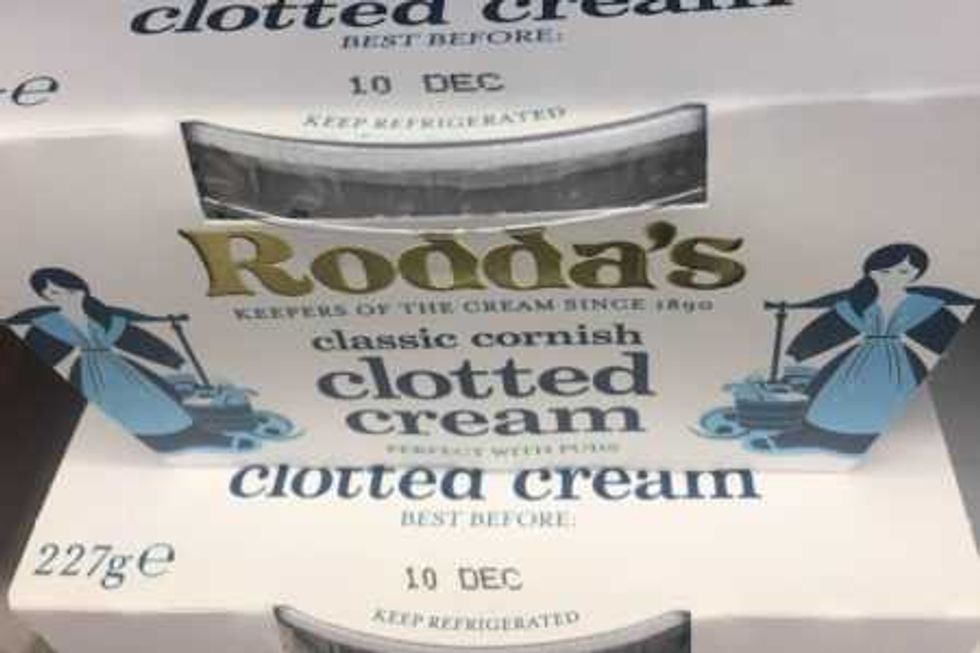 clotted cream
BEST BEFORE:
10 DEC
e
KEEP REFRIGERATED
Rodda's
KEEPERS OF THE CREAM SINCE 1890
classic cornish
clotted
cream
PERFECT WITH PUDS
clotted cream
BEST BEFORE:
227g e
10 DEC
KEEP REFRIGERATED